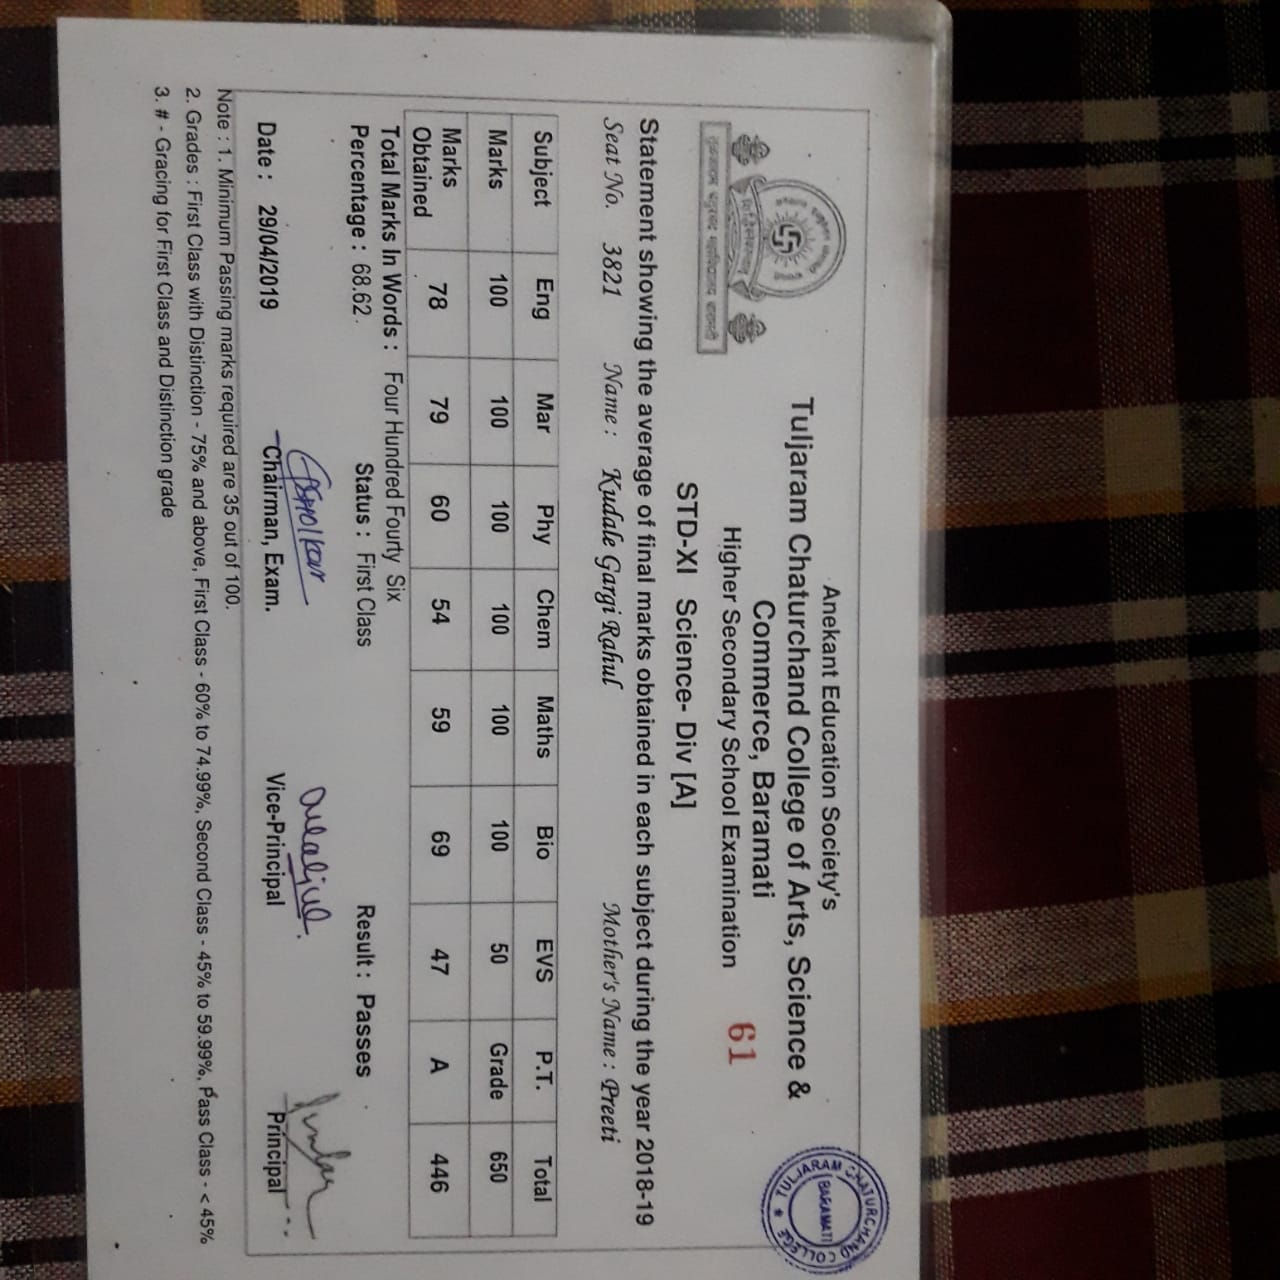 Anekant Education Society's
Tuljaram Chaturchand College of Arts, Science &
Commerce, Baramati
Higher Secondary School Examination 61
STD-XI Science- Div [A]
TULJARAM CHATURCHAND COLLEGE
BARAMATI
Statement showing the average of final marks obtained in each subject during the year 2018-19
Seat No. 3821 Name : Kudale Gargi Rahul Mother's Name : Preeti
Subject Eng Mar Phy Chem Maths Bio EVS P.T. Total
Marks 100 100 100 100 100 100 50 Grade 650
Marks Obtained 78 79 60 54 59 69 47 A 446
Total Marks In Words : Four Hundred Fourty Six
Percentage : 68.62 Status : First Class Result : Passes
Date : 29/04/2019 Chairman, Exam. Vice-Principal Principal
Note : 1. Minimum Passing marks required are 35 out of 100.
2. Grades : First Class with Distinction - 75% and above, First Class - 60% to 74.99%, Second Class - 45% to 59.99%, Pass Class - < 45%
3. # - Gracing for First Class and Distinction grade